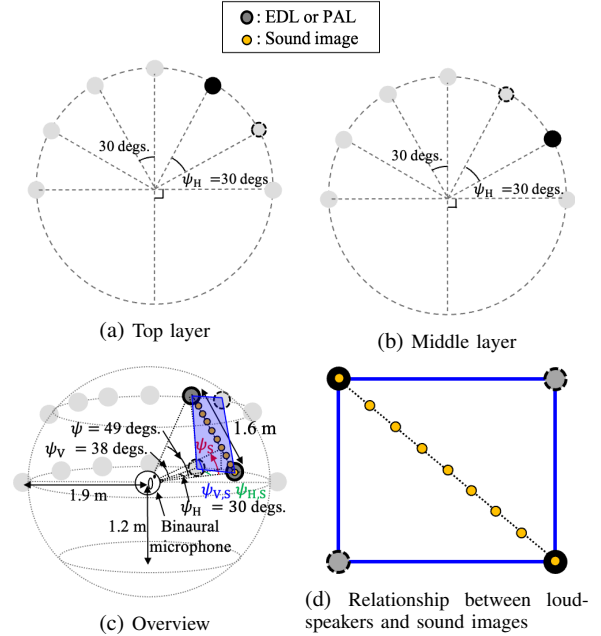 : EDL or PAL
: Sound image
30 degs.
ψH = 30 degs.
(a) Top layer
30 degs.
ψH = 30 degs.
(b) Middle layer
ψ = 49 degs.
ψV = 38 degs.
1.6 m
ψS
ψV,S ψH,S
ψH = 30 degs.
1.9 m
1.2 m
Binaural
microphone
(c) Overview
(d) Relationship between loud-
speakers and sound images